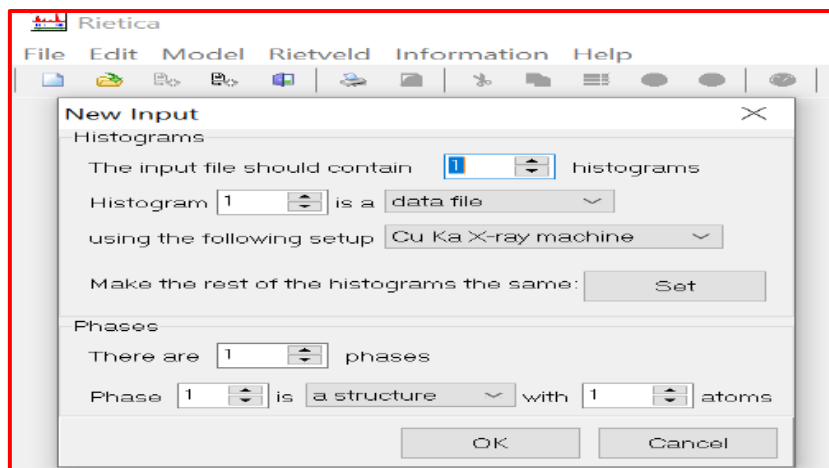 Rietica
File Edit Model Rietveld Information Help
New Input
Histograms
The input file should contain 1 histograms
Histogram 1 is a data file
using the following setup Cu Ka X-ray machine
Make the rest of the histograms the same: Set
Phases
There are 1 phases
Phase 1 is a structure with 1 atoms
OK Cancel